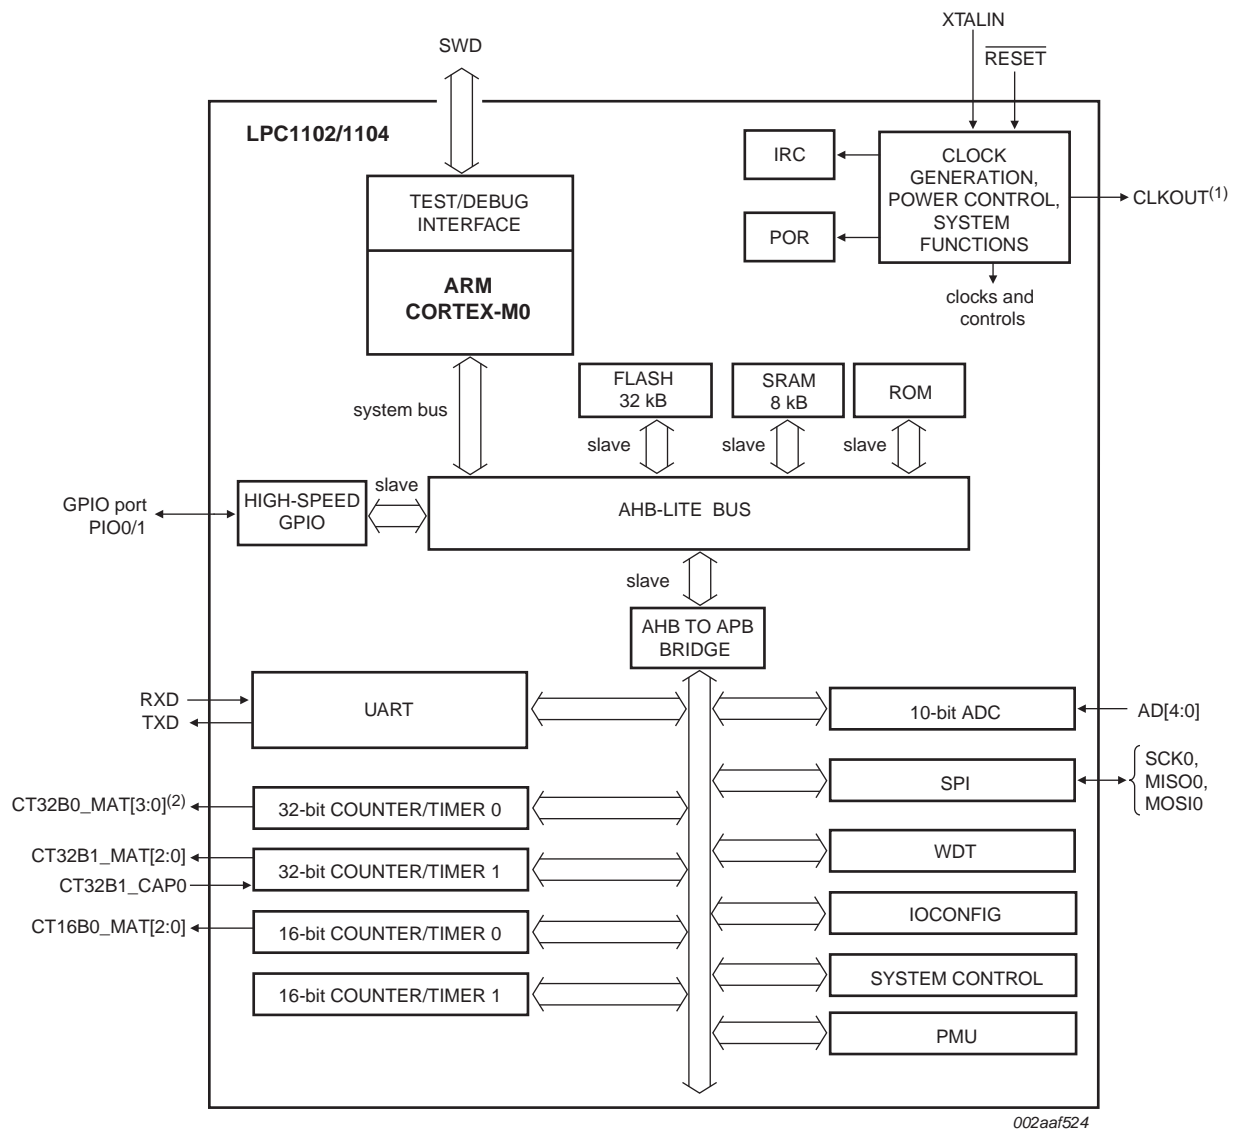 XTALIN
SWD
RESET
LPC1102/1104
IRC
CLOCK
GENERATION,
POWER CONTROL,
SYSTEM
FUNCTIONS
CLKOUT(1)
POR
TEST/DEBUG
INTERFACE
ARM
CORTEX-M0
clocks and
controls
FLASH
32 kB
SRAM
8 kB
ROM
system bus
slave
slave
slave
slave
GPIO port
PIO0/1
HIGH-SPEED
GPIO
AHB-LITE BUS
slave
AHB TO APB
BRIDGE
RXD
TXD
UART
10-bit ADC
AD[4:0]
SPI
SCK0,
MISO0,
MOSI0
CT32B0_MAT[3:0](2)
32-bit COUNTER/TIMER 0
WDT
CT32B1_MAT[2:0]
CT32B1_CAP0
32-bit COUNTER/TIMER 1
IOCONFIG
CT16B0_MAT[2:0]
16-bit COUNTER/TIMER 0
SYSTEM CONTROL
16-bit COUNTER/TIMER 1
PMU
002aaf524